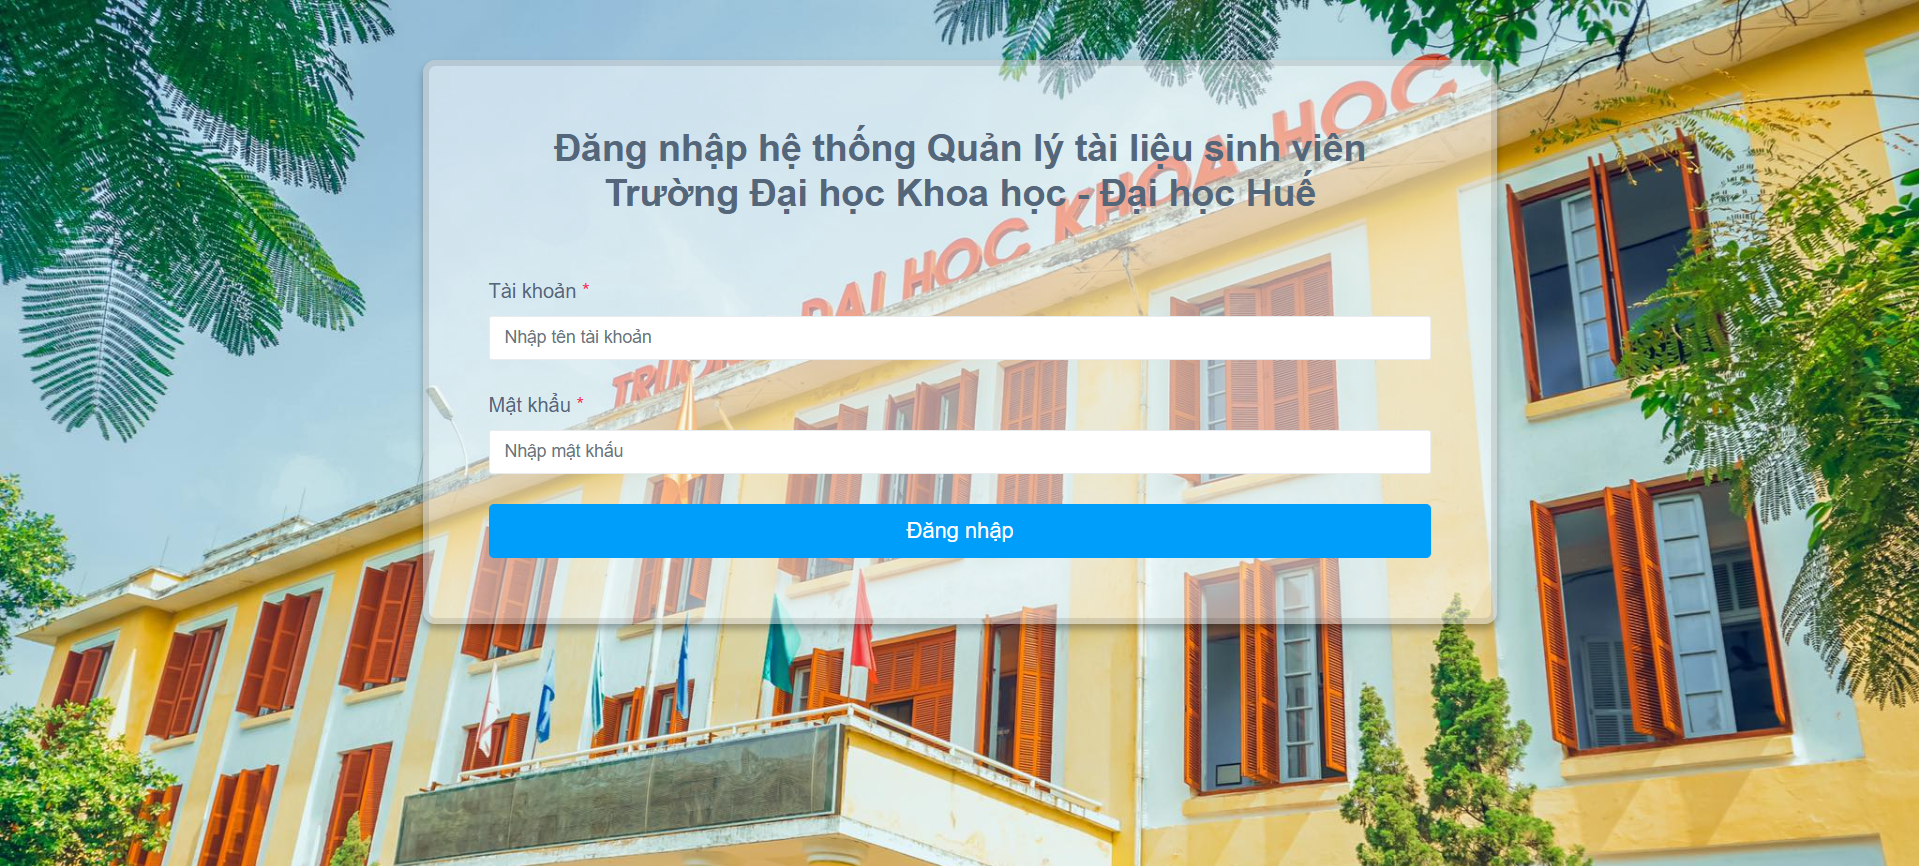 Đăng nhập hệ thống Quản lý tài liệu sinh viên
Trường Đại học Khoa học - Đại học Huế
ĐẠI HỌC KHOA HỌC
Tài khoản *
Nhập tên tài khoản
Mật khẩu *
Nhập mật khẩu
Đăng nhập